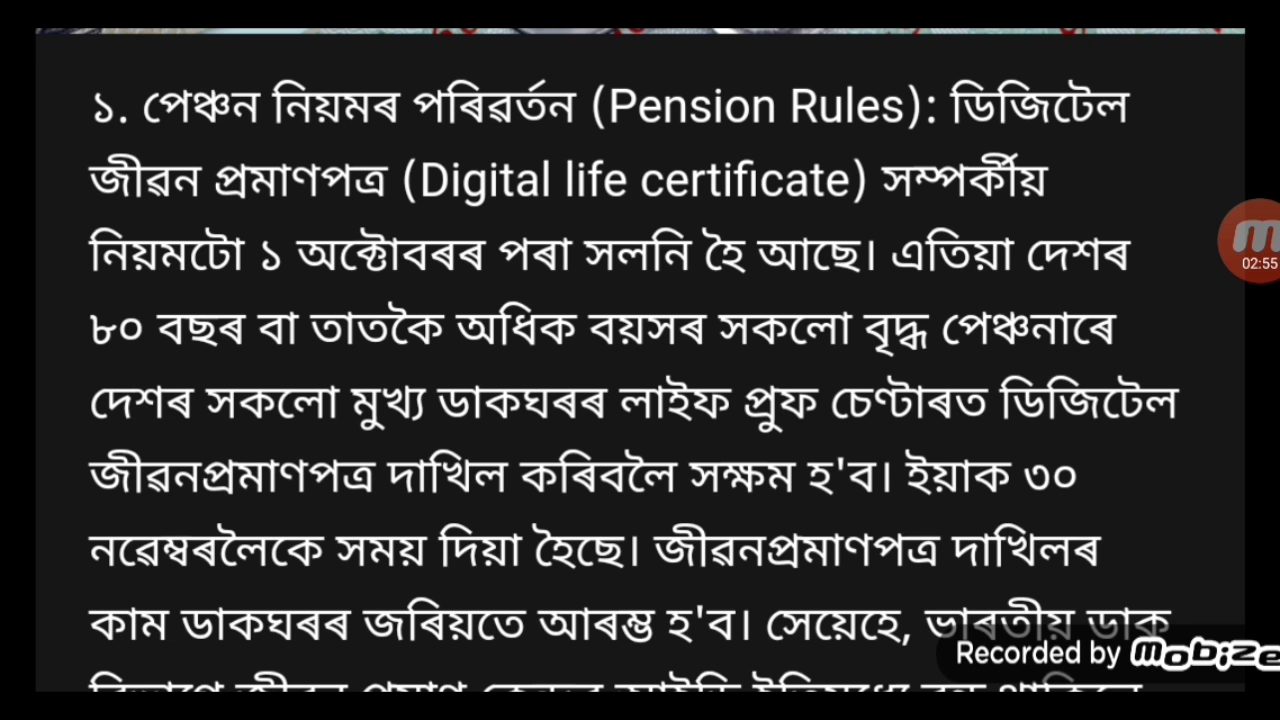 ১. পেঞ্চন নিয়মৰ পৰিৱৰ্তন (Pension Rules): ডিজিটেল
জীৱন প্ৰমাণপত্ৰ (Digital life certificate) সম্পৰ্কীয়
নিয়মটো ১ অক্টোবৰৰ পৰা সলনি হৈ আছে। এতিয়া দেশৰ
৮০ বছৰ বা তাতকৈ অধিক বয়সৰ সকলো বৃদ্ধ পেঞ্চনাৰে
দেশৰ সকলো মুখ্য ডাকঘৰৰ লাইফ প্ৰুফ চেণ্টাৰত ডিজিটেল
জীৱনপ্ৰমাণপত্ৰ দাখিল কৰিবলৈ সক্ষম হ'ব। ইয়াক ৩০
নৱেম্বৰলৈকে সময় দিয়া হৈছে। জীৱনপ্ৰমাণপত্ৰ দাখিলৰ
কাম ডাকঘৰৰ জৰিয়তে আৰম্ভ হ'ব। সেয়েহে, ভাৰতীয় ডাক
02:55
Recorded by